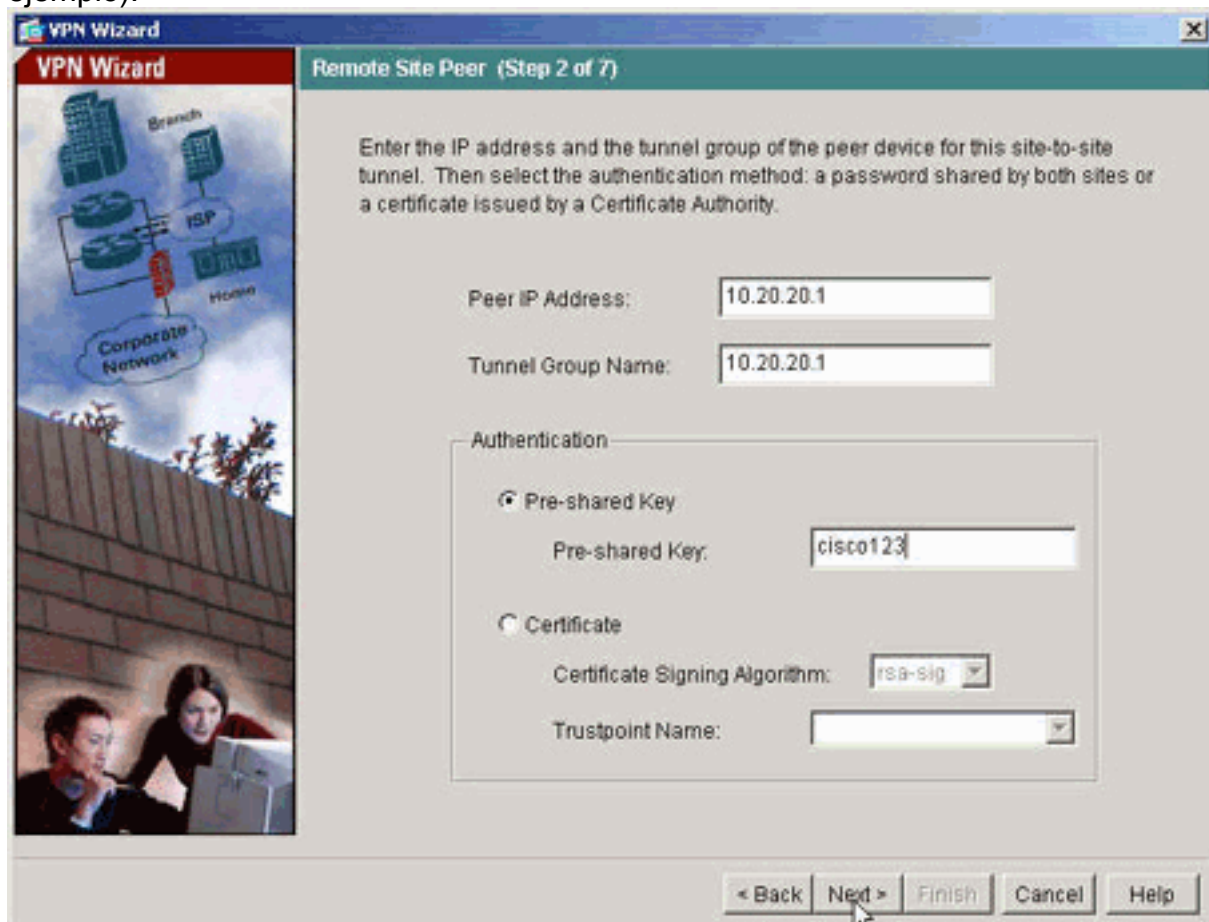 ejemplo).
VPN Wizard
VPN Wizard
Remote Site Peer (Step 2 of 7)
Branch
ISP
Home
Corporate
Network
Enter the IP address and the tunnel group of the peer device for this site-to-site
tunnel. Then select the authentication method: a password shared by both sites or
a certificate issued by a Certificate Authority.
Peer IP Address: 10.20.20.1
Tunnel Group Name: 10.20.20.1
Authentication
Pre-shared Key
Pre-shared Key: cisco123
Certificate
Certificate Signing Algorithm: rsa-sig
Trustpoint Name:
< Back Next > Finish Cancel Help